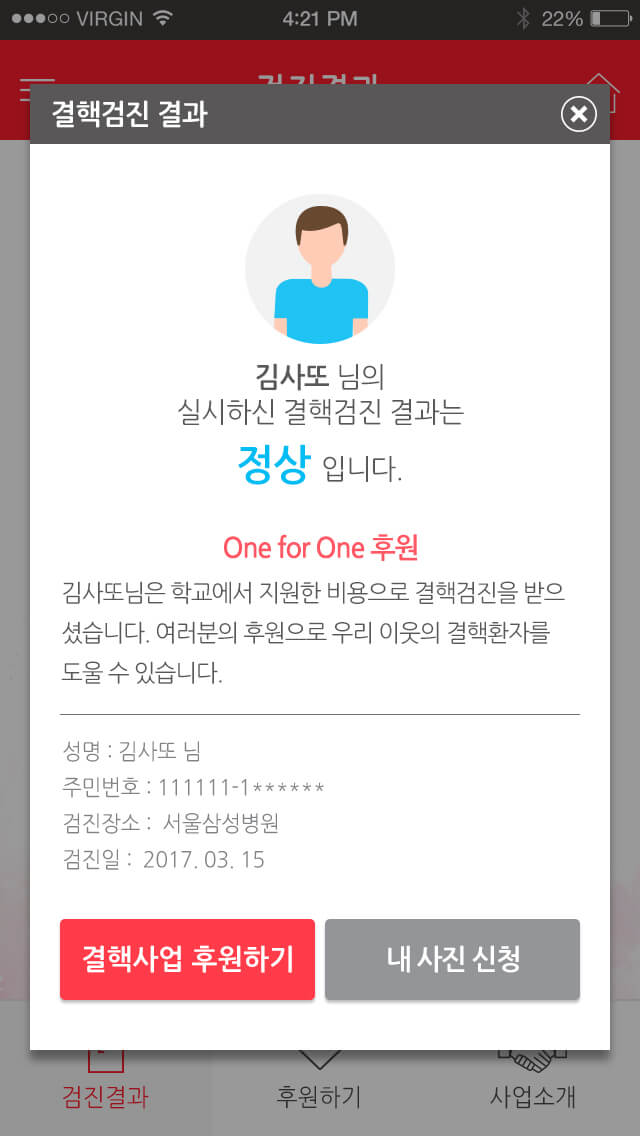 VIRGIN 4:21 PM 22%
검진결과
결핵검진 결과
김사또 님의
실시하신 결핵검진 결과는
정상 입니다.
One for One 후원
김사또님은 학교에서 지원한 비용으로 결핵검진을 받으
셨습니다. 여러분의 후원으로 우리 이웃의 결핵환자를
도울 수 있습니다.
성명 : 김사또 님
주민번호 : 111111-1******
검진장소 : 서울삼성병원
검진일 : 2017. 03. 15
결핵사업 후원하기 내 사진 신청
검진결과 후원하기 사업소개